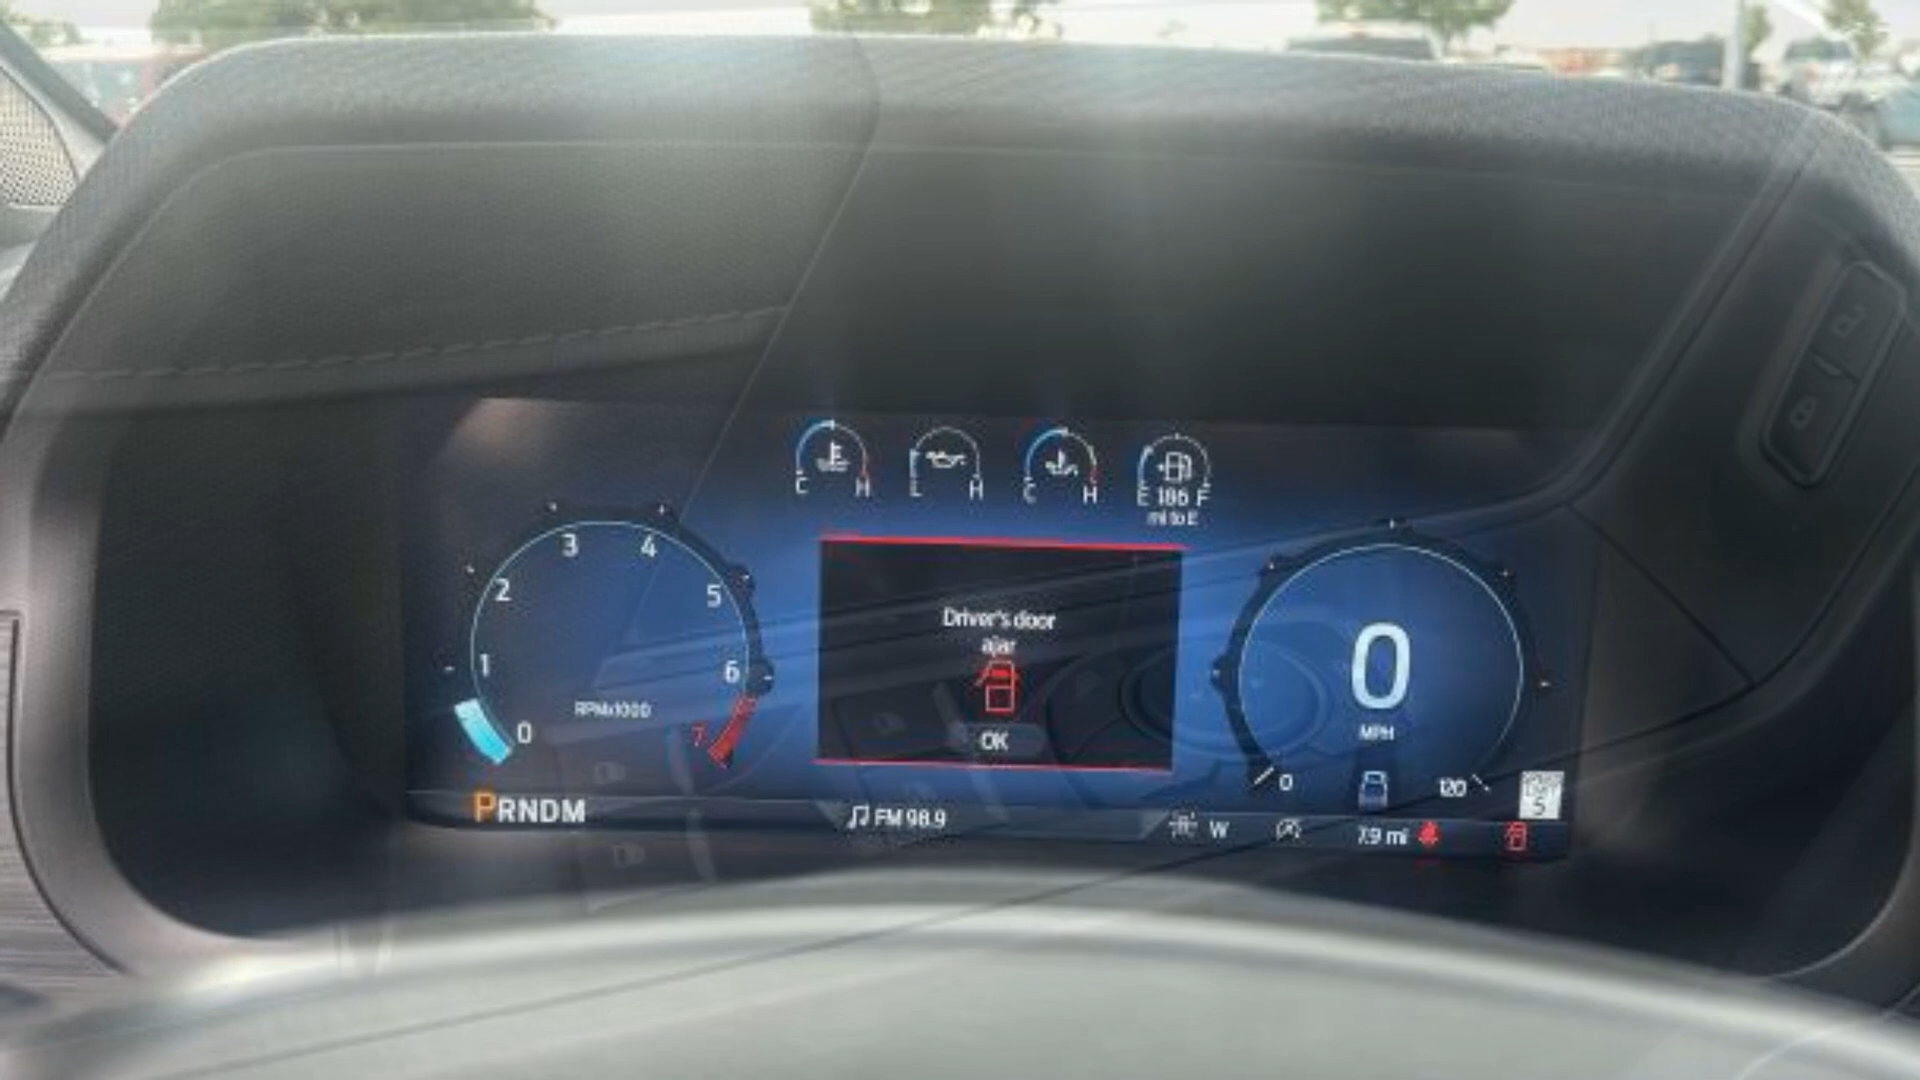 C H
L H
C H
E 186 F
mi to E
0 1 2 3 4 5 6 7
RPMx1000
Driver's door
ajar
OK
0
MPH
0 120
PRNDM
FM 98.9
W
7.9 mi
5